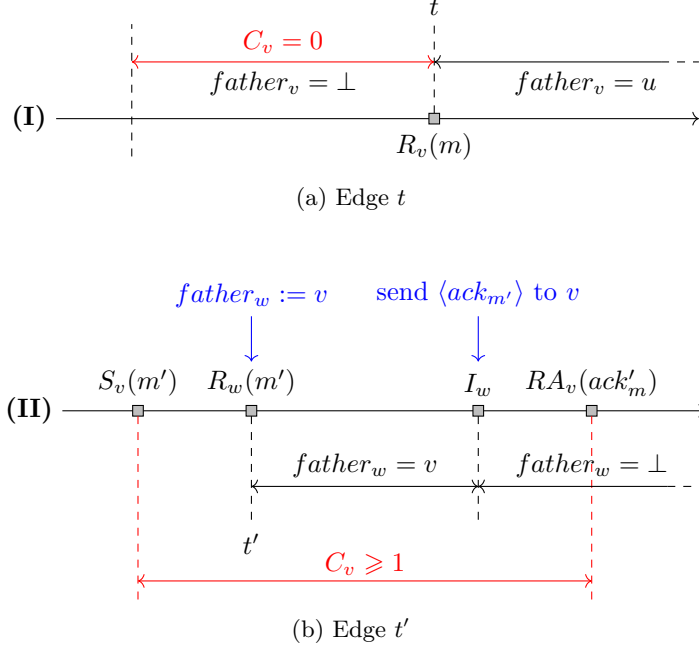 t
C_v = 0
father_v = ⊥ father_v = u
(I)
R_v(m)
(a) Edge t
father_w := v send ⟨ack_{m'}⟩ to v
S_v(m') R_w(m') I_w RA_v(ack'_m)
(II)
father_w = v father_w = ⊥
t'
C_v ⩾ 1
(b) Edge t'